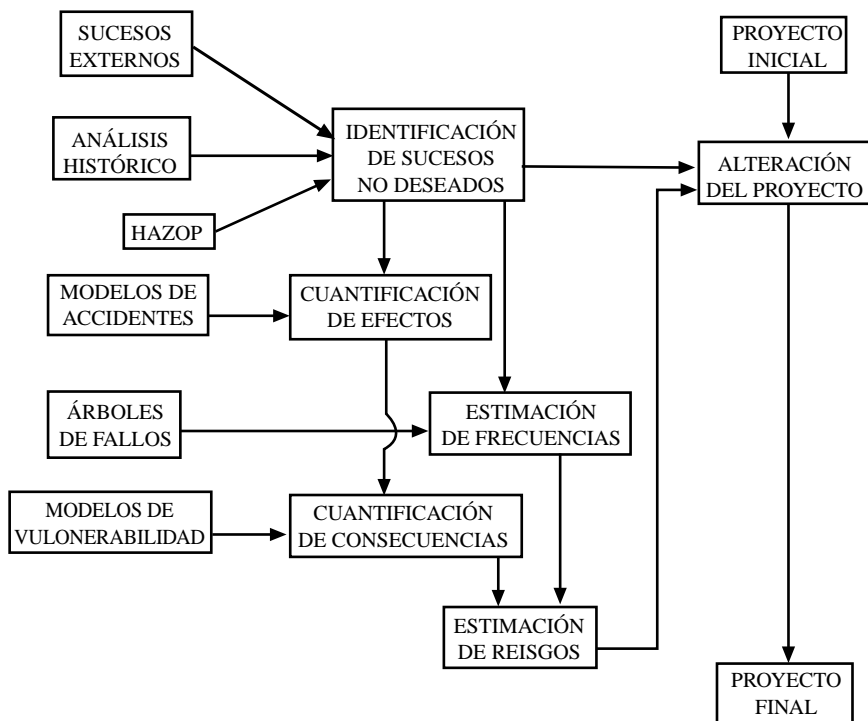 SUCESOS
EXTERNOS
PROYECTO
INICIAL
ANÁLISIS
HISTÓRICO
IDENTIFICACIÓN
DE SUCESOS
NO DESEADOS
ALTERACIÓN
DEL PROYECTO
HAZOP
MODELOS DE
ACCIDENTES
CUANTIFICACIÓN
DE EFECTOS
ÁRBOLES
DE FALLOS
ESTIMACIÓN
DE FRECUENCIAS
MODELOS DE
VULONERABILIDAD
CUANTIFICACIÓN
DE CONSECUENCIAS
ESTIMACIÓN
DE REISGOS
PROYECTO
FINAL